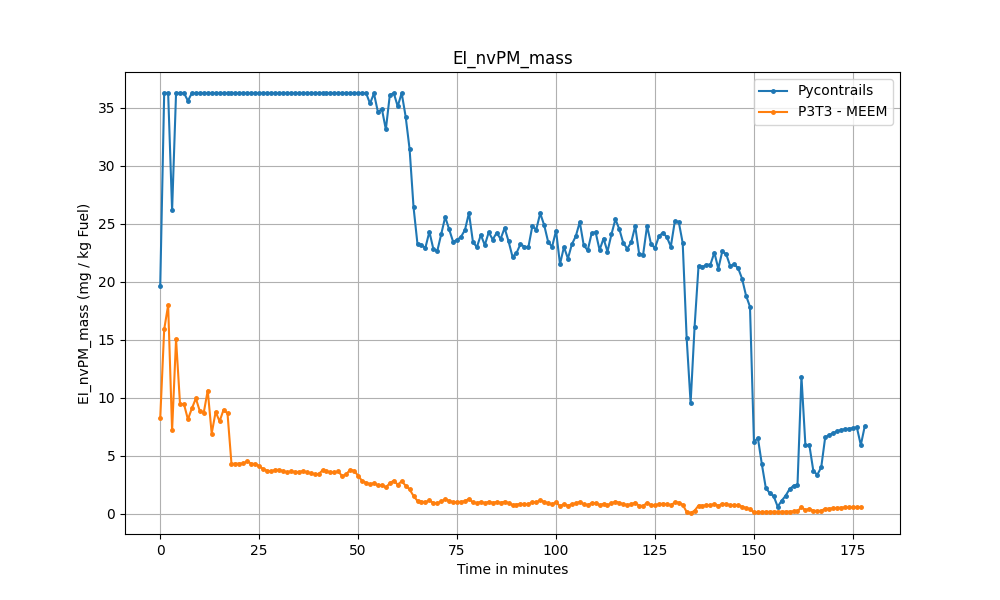 EI_nvPM_mass
Pycontrails
P3T3 - MEEM
EI_nvPM_mass (mg / kg Fuel)
35
30
25
20
15
10
5
0
0 25 50 75 100 125 150 175
Time in minutes